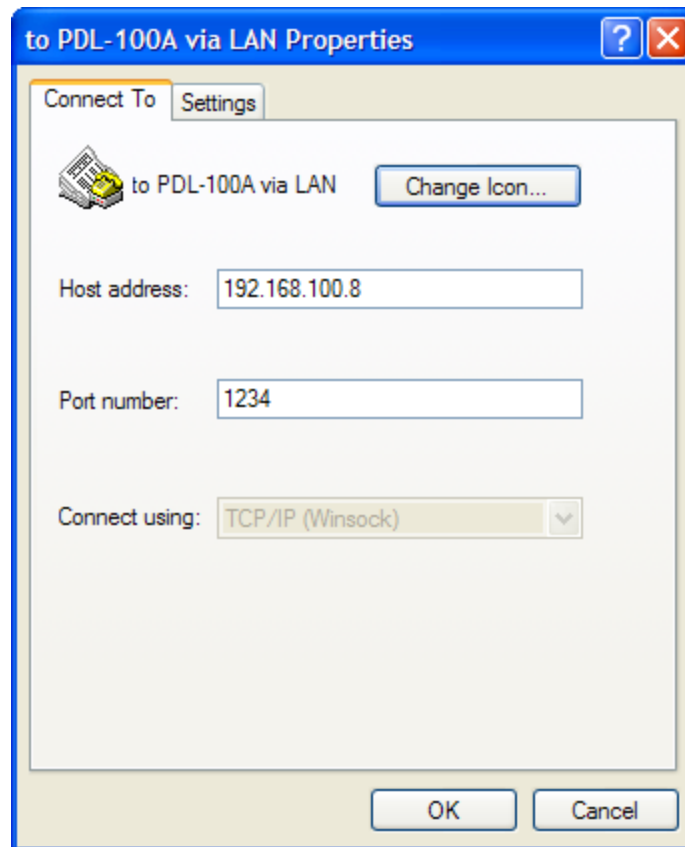 to PDL-100A via LAN Properties
?
Connect To Settings
to PDL-100A via LAN Change Icon...
Host address: 192.168.100.8
Port number: 1234
Connect using: TCP/IP (Winsock)
OK Cancel